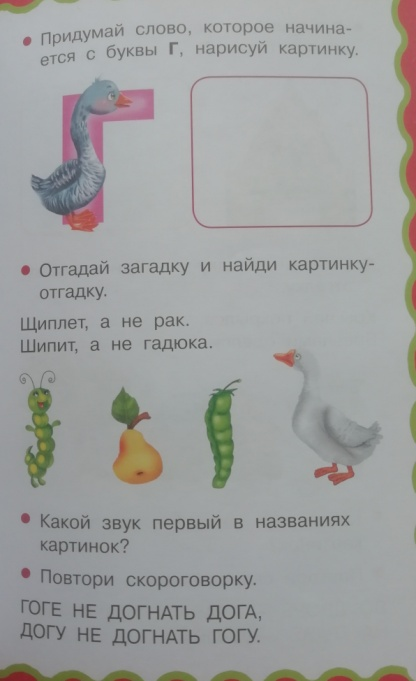 • Придумай слово, которое начина-
ется с буквы Г, нарисуй картинку.
Г
• Отгадай загадку и найди картинку-
отгадку.
Щиплет, а не рак.
Шипит, а не гадюка.
• Какой звук первый в названиях
картинок?
• Повтори скороговорку.
ГОГЕ НЕ ДОГНАТЬ ДОГА,
ДОГУ НЕ ДОГНАТЬ ГОГУ.